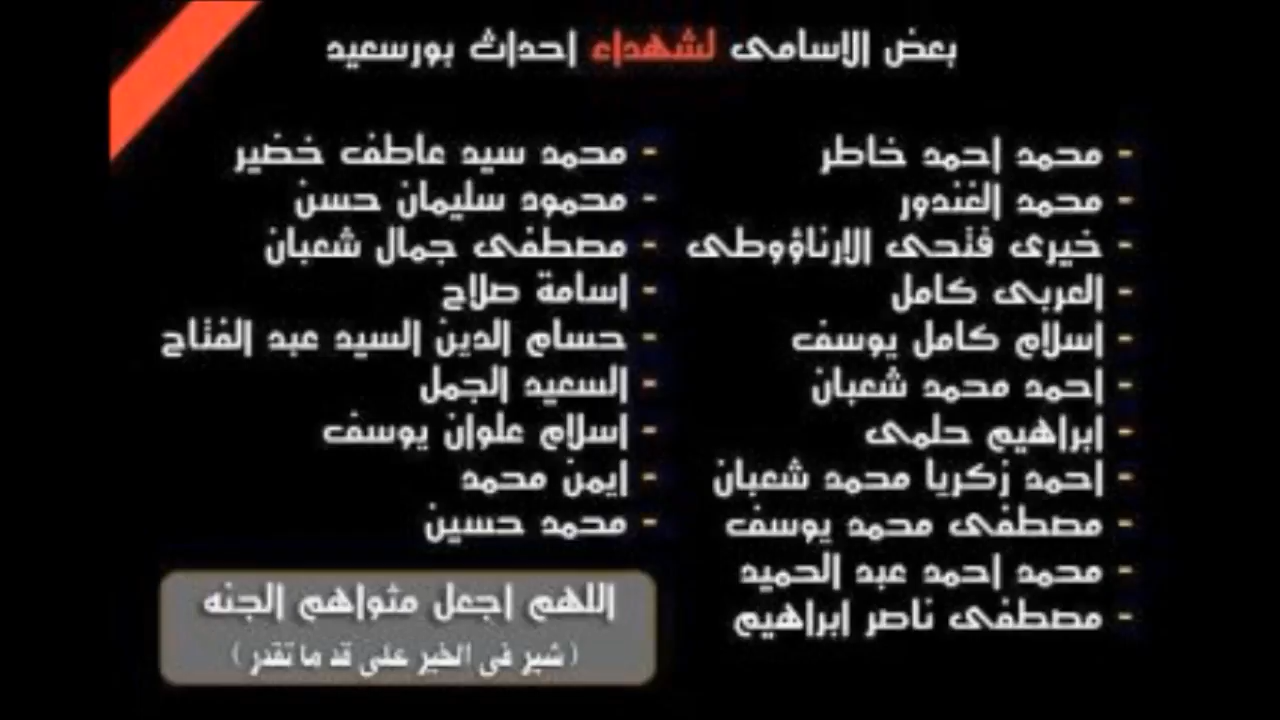 بعض الاسامى لشهداء احداث بورسعيد
- محمد احمد خاطر
- محمد الغندور
- خيرى فتحى الارناؤوطى
- العربى كامل
- اسلام كامل يوسف
- احمد محمد شعبان
- ابراهيم حلمى
- احمد زكريا محمد شعبان
- مصطفى محمد يوسف
- محمد احمد عبد الحميد
- مصطفى ناصر ابراهيم
- محمد سيد عاطف خضير
- محمود سليمان حسن
- مصطفى جمال شعبان
- اسامة صلاح
- حسام الدين السيد عبد الفتاح
- السعيد الجمل
- اسلام علوان يوسف
- ايمن محمد
- محمد حسين
اللهم اجعل مثواهم الجنه
( شير فى الخير على قد ما تقدر )